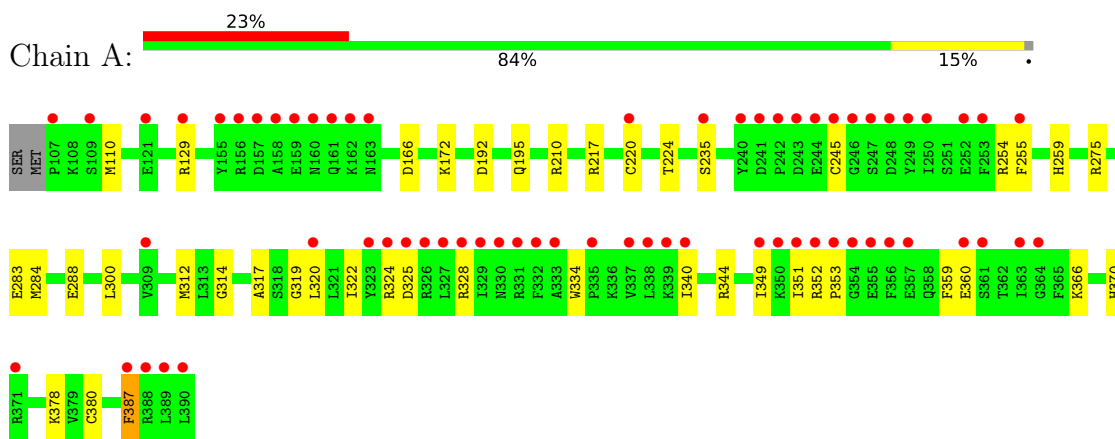 23%
Chain A:
84% 15% •
SER MET P107 K108 S109 M110 E121 R129 Y155 R156 D157 A158 E159 N160 Q161 K162 N163 D166 K172 D192 Q195 R210 R217 C220 T224 S235 Y240 D241 P242 D243 E244 C245 G246 S247 D248 Y249 I250 S251 E252 F253 R254 F255 H259 R275
E283 M284 E288 L300 V309 M312 L313 G314 A317 S318 G319 L320 L321 I322 Y323 R324 D325 R326 L327 R328 I329 N330 R331 F332 A333 W334 P335 K336 V337 L338 K339 I340 R344 I349 K350 I351 R352 P353 G354 E355 F356 E357 Q358 F359 E360 S361 T362 I363 G364 F365 K366 H370
R371 K378 V379 C380 F387 R388 L389 L390